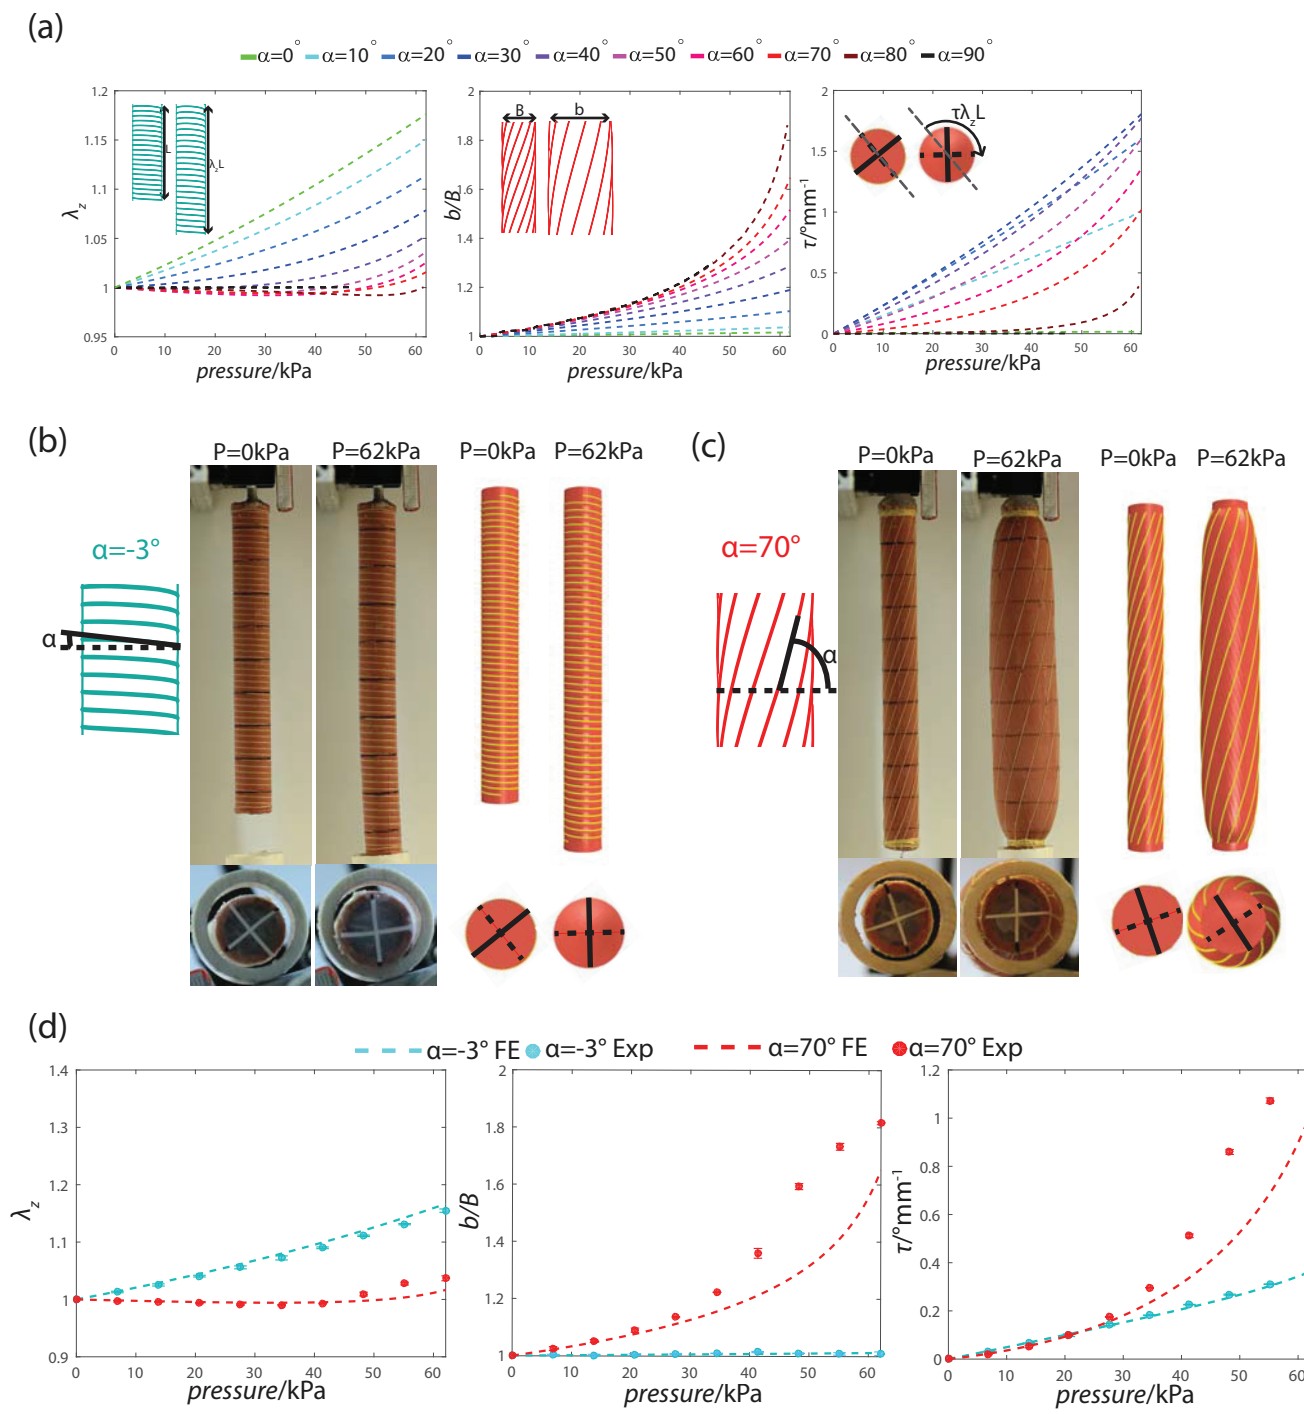 (a)
α=0° α=10° α=20° α=30° α=40° α=50° α=60° α=70° α=80° α=90°
1.2
1.15
1.1
1.05
1
0.95
λz
L
λzL
0 10 20 30 40 50 60
pressure/kPa
2
1.8
1.6
1.4
1.2
1
b/B
B
b
0 10 20 30 40 50 60
pressure/kPa
2
1.5
1
0.5
0
τ/°mm-1
τλzL
0 10 20 30 40 50 60
pressure/kPa
(b)
P=0kPa P=62kPa P=0kPa P=62kPa
α=-3°
α
(c)
P=0kPa P=62kPa P=0kPa P=62kPa
α=70°
α
(d)
α=-3° FE α=-3° Exp α=70° FE α=70° Exp
1.4
1.3
1.2
1.1
1
0.9
λz
0 10 20 30 40 50 60
pressure/kPa
2
1.8
1.6
1.4
1.2
1
b/B
0 10 20 30 40 50 60
pressure/kPa
1.2
1
0.8
0.6
0.4
0.2
0
τ/°mm-1
0 10 20 30 40 50 60
pressure/kPa